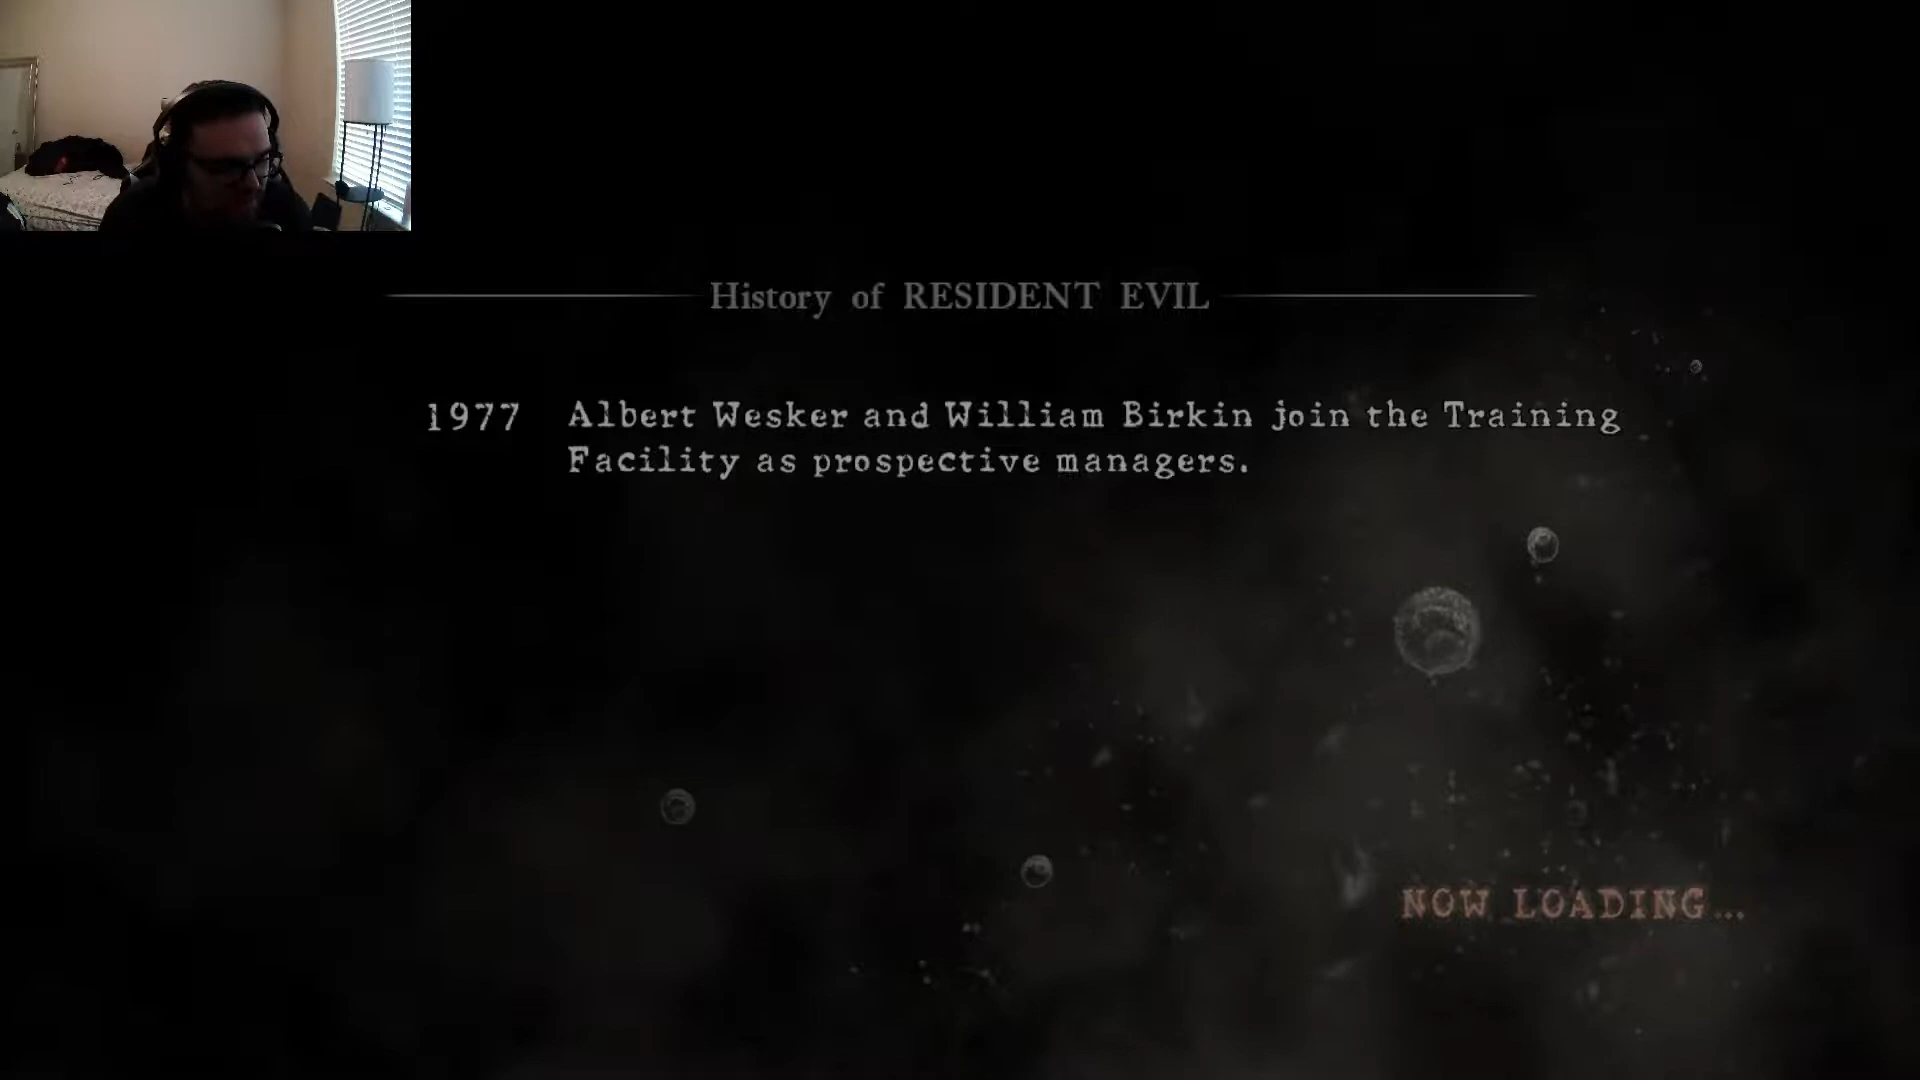 History of RESIDENT EVIL
1977 Albert Wesker and William Birkin join the Training
Facility as prospective managers.
NOW LOADING...